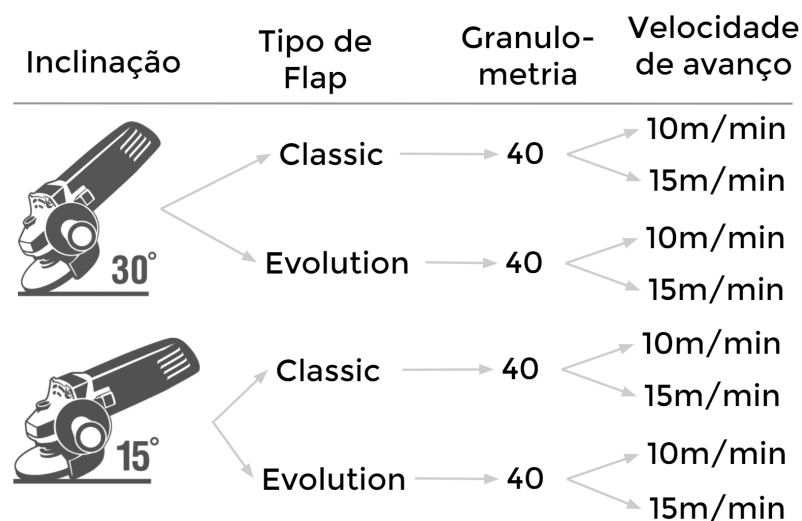 Inclinação
Tipo de
Flap
Granulo-
metria
Velocidade
de avanço
30°
Classic
40
10m/min
15m/min
Evolution
40
10m/min
15m/min
15°
Classic
40
10m/min
15m/min
Evolution
40
10m/min
15m/min